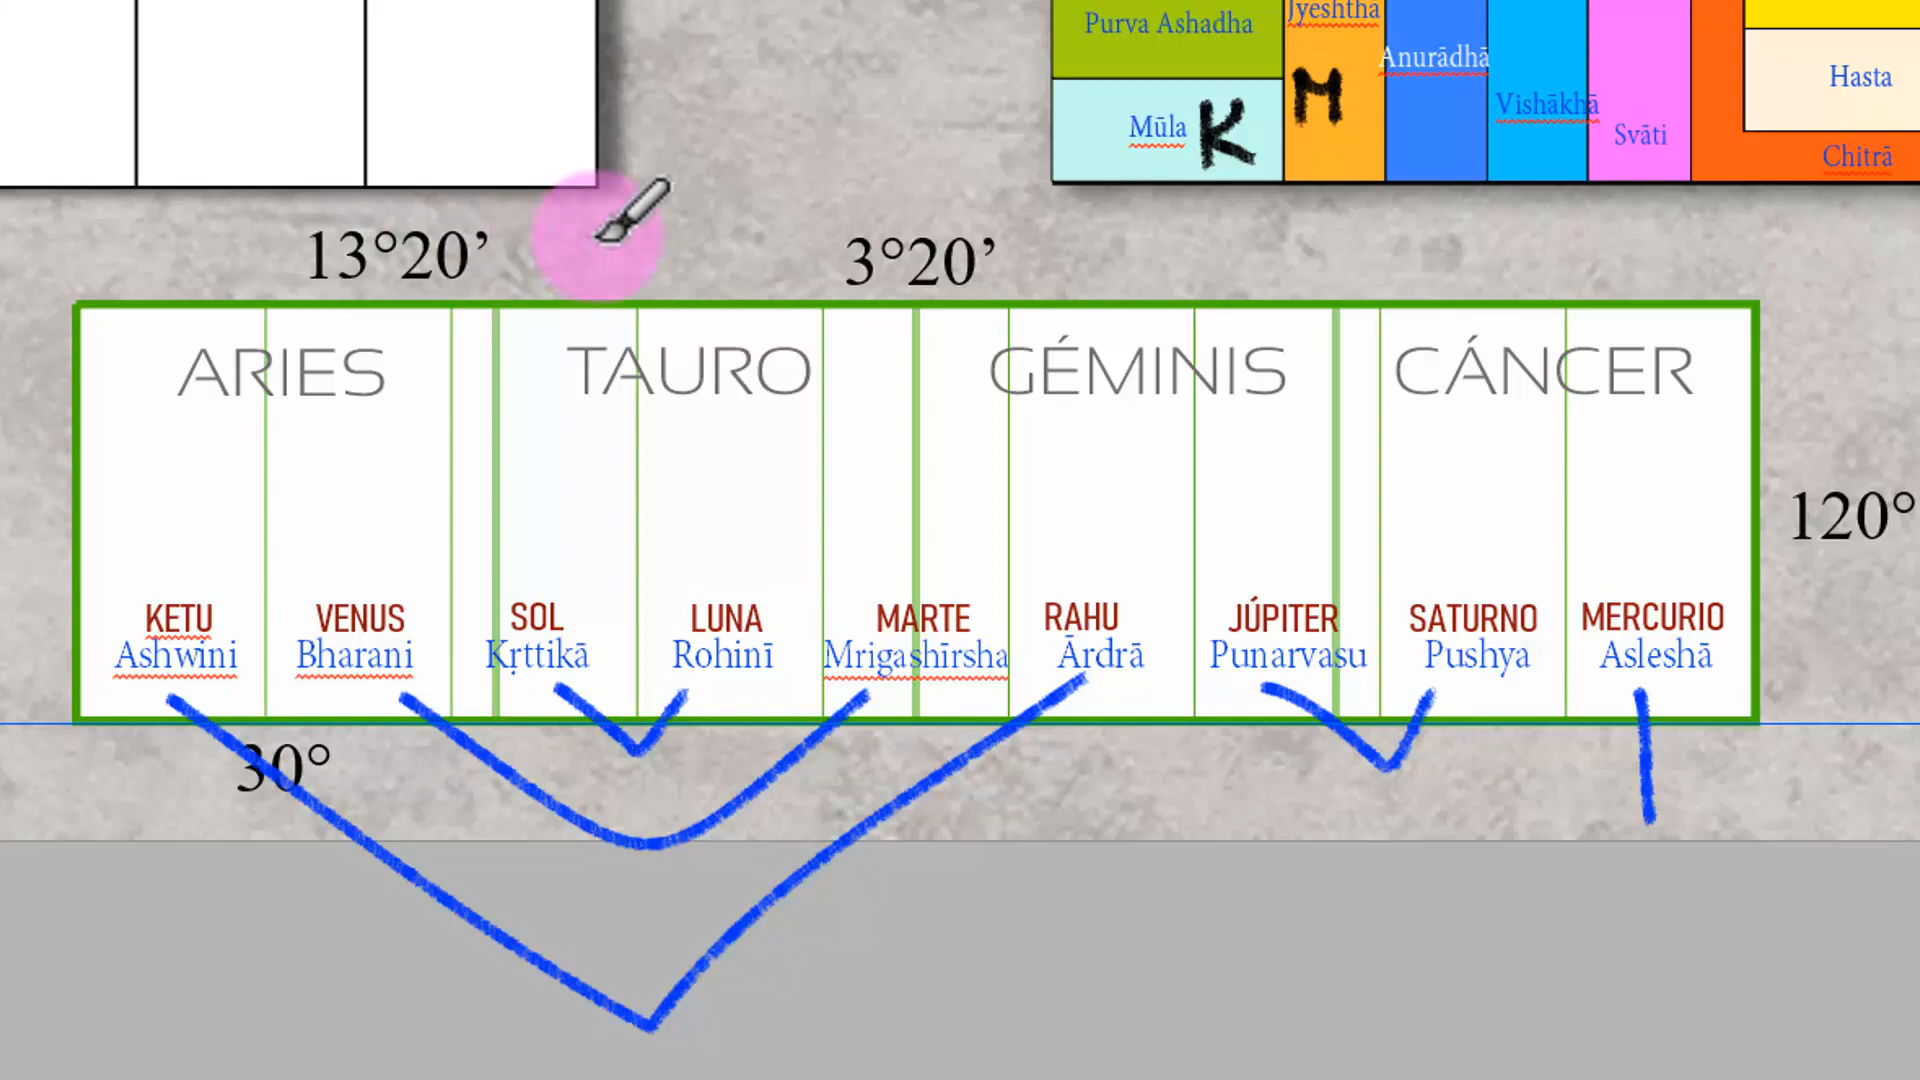 Purva Ashadha
Jyeshtha
Anurādhā
Hasta
Mūla
K
M
Vishākhā
Svāti
Chitrā
13°20’
3°20’
ARIES
TAURO
GÉMINIS
CÁNCER
120°
KETU
VENUS
SOL
LUNA
MARTE
RAHU
JÚPITER
SATURNO
MERCURIO
Ashwini
Bharani
Kṛttikā
Rohinī
Mrigashīrsha
Ārdrā
Punarvasu
Pushya
Asleshā
30°